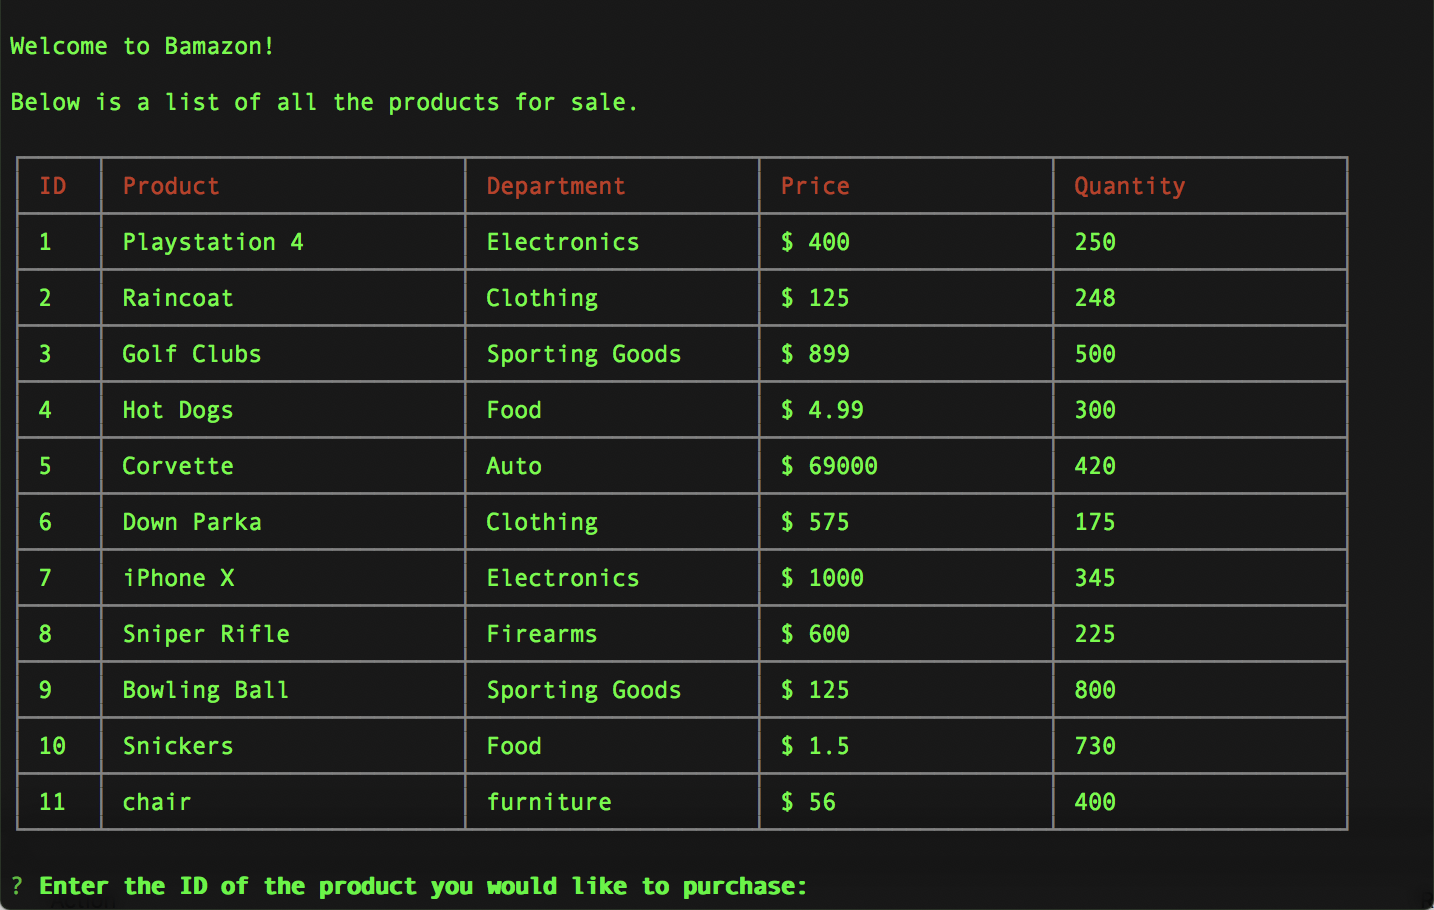 Welcome to Bamazon!
Below is a list of all the products for sale.
ID Product Department Price Quantity
1 Playstation 4 Electronics $ 400 250
2 Raincoat Clothing $ 125 248
3 Golf Clubs Sporting Goods $ 899 500
4 Hot Dogs Food $ 4.99 300
5 Corvette Auto $ 69000 420
6 Down Parka Clothing $ 575 175
7 iPhone X Electronics $ 1000 345
8 Sniper Rifle Firearms $ 600 225
9 Bowling Ball Sporting Goods $ 125 800
10 Snickers Food $ 1.5 730
11 chair furniture $ 56 400
? Enter the ID of the product you would like to purchase: